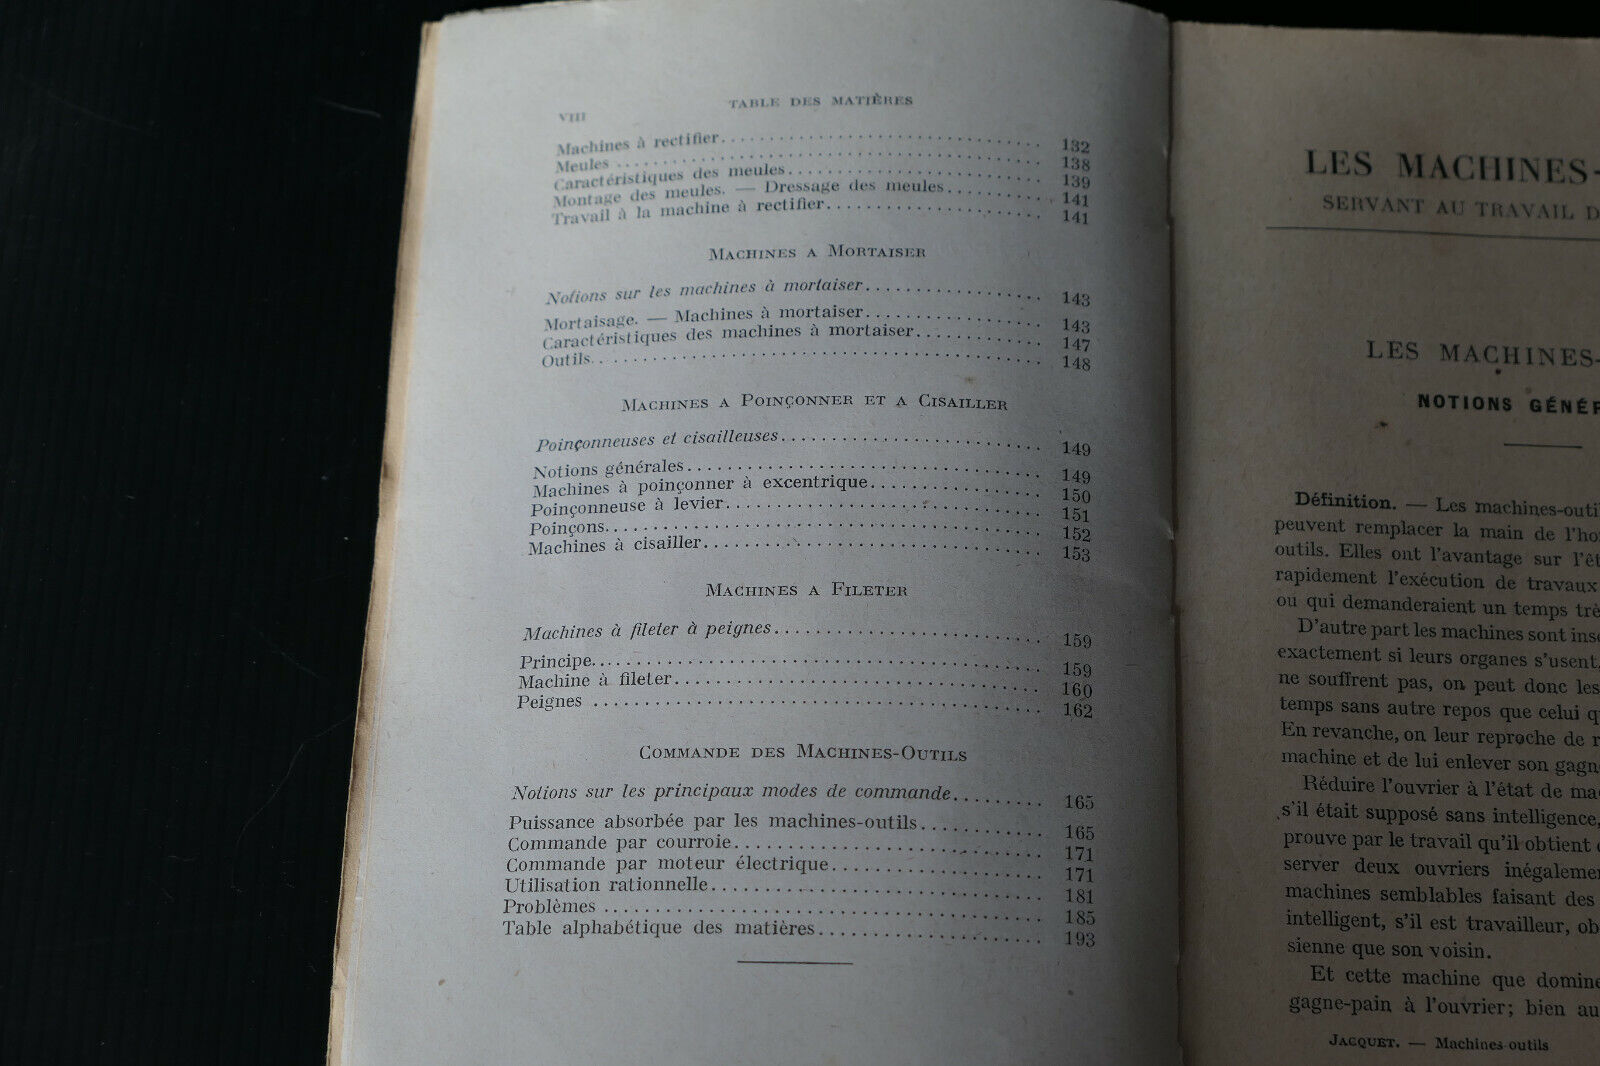 VIII TABLE DES MATIÈRES
Machines à rectifier........ 132
Meules ........ 138
Caractéristiques des meules........ 139
Montage des meules. — Dressage des meules........ 141
Travail à la machine à rectifier........ 141
MACHINES A MORTAISER
Notions sur les machines à mortaiser........ 143
Mortaisage. — Machines à mortaiser........ 143
Caractéristiques des machines à mortaiser........ 147
Outils........ 148
MACHINES A POINÇONNER ET A CISAILLER
Poinçonneuses et cisailleuses........ 149
Notions générales........ 149
Machines à poinçonner à excentrique........ 150
Poinçonneuse à levier........ 151
Poinçons........ 152
Machines à cisailler........ 153
MACHINES A FILETER
Machines à fileter à peignes........ 159
Principe........ 159
Machine à fileter........ 160
Peignes ........ 162
COMMANDE DES MACHINES-OUTILS
Notions sur les principaux modes de commande........ 165
Puissance absorbée par les machines-outils........ 165
Commande par courroie........ 171
Commande par moteur électrique........ 171
Utilisation rationnelle........ 181
Problèmes ........ 185
Table alphabétique des matières........ 193
LES MACHINES-
SERVANT AU TRAVAIL D
LES MACHINES-
NOTIONS GÉNÉR
Définition. — Les machines-outi
peuvent remplacer la main de l'ho
outils. Elles ont l'avantage sur l'êt
rapidement l'exécution de travaux
ou qui demanderaient un temps trè
D'autre part les machines sont inse
exactement si leurs organes s'usent,
ne souffrent pas, on peut donc les
temps sans autre repos que celui q
En revanche, on leur reproche de r
machine et de lui enlever son gagn
Réduire l'ouvrier à l'état de ma
s'il était supposé sans intelligence,
prouve par le travail qu'il obtient
server deux ouvriers inégaleme
machines semblables faisant des
intelligent, s'il est travailleur, ob
sienne que son voisin.
Et cette machine que domine
gagne-pain à l'ouvrier; bien au
JACQUET. — Machines-outils